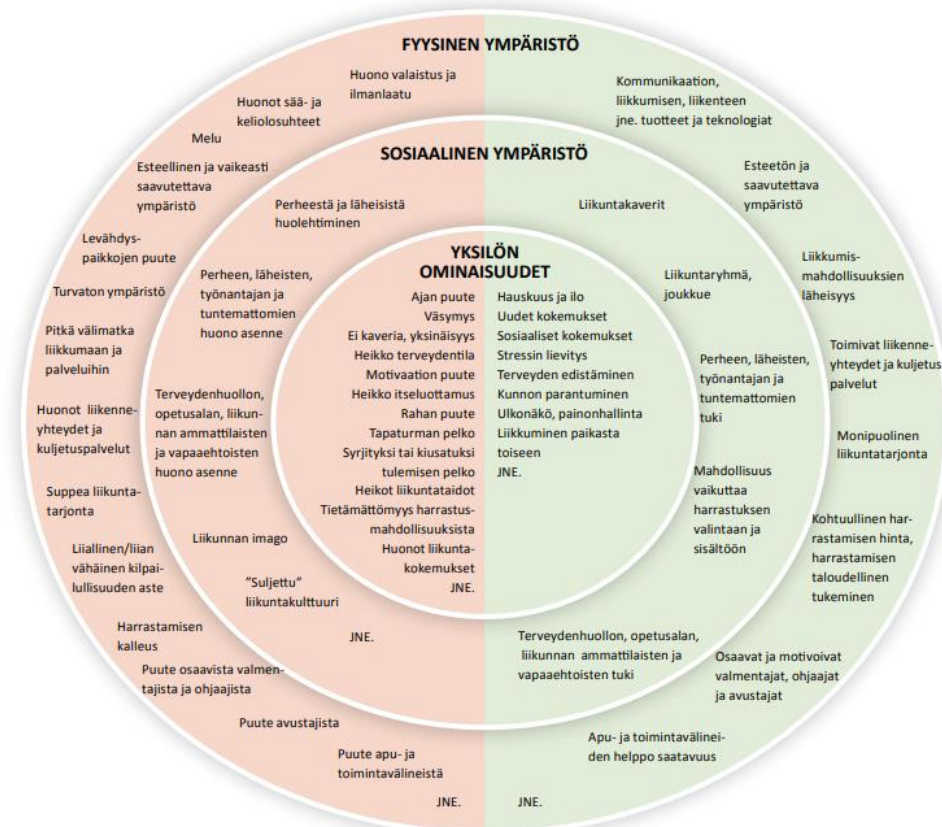 FYYSINEN YMPÄRISTÖ
Huono valaistus ja
ilmanlaatu
Huonot sää- ja
keliolosuhteet
Melu
Esteellinen ja vaikeasti
saavutettava
ympäristö
Levähdys-
paikkojen puute
Turvaton ympäristö
Pitkä välimatka
liikkumaan ja
palveluihin
Huonot liikenne-
yhteydet ja
kuljetuspalvelut
Suppea liikunta-
tarjonta
Liiallinen/liian
vähäinen kilpai-
lullisuuden aste
Harrastamisen
kalleus
Puute osaavista valmen-
tajista ja ohjaajista
Puute avustajista
Puute apu- ja
toimintavälineistä
JNE.
Kommunikaation,
liikkumisen, liikenteen
jne. tuotteet ja teknologiat
Esteetön ja
saavutettava
ympäristö
Liikkumis-
mahdollisuuksien
läheisyys
Toimivat liikenne-
yhteydet ja kuljetus-
palvelut
Monipuolinen
liikuntatarjonta
Kohtuullinen har-
rastamisen hinta,
harrastamisen
taloudellinen
tukeminen
Osaavat ja motivoivat
valmentajat, ohjaajat
ja avustajat
Apu- ja toimintavälinei-
den helppo saatavuus
JNE.
SOSIAALINEN YMPÄRISTÖ
Perheestä ja läheisistä
huolehtiminen
Perheen, läheisten,
työnantajan ja
tuntemattomien
huono asenne
Terveydenhuollon,
opetusalan, liikun-
nan ammattilaisten
ja vapaaehtoisten
huono asenne
Liikunnan imago
”Suljettu”
liikuntakulttuuri
JNE.
Liikuntakaverit
Liikuntaryhmä,
joukkue
Perheen, läheisten,
työnantajan ja
tuntemattomien
tuki
Mahdollisuus
vaikuttaa
harrastuksen
valintaan ja
sisältöön
Terveydenhuollon, opetusalan,
liikunnan ammattilaisten ja
vapaaehtoisten tuki
YKSILÖN
OMINAISUUDET
Ajan puute
Väsymys
Ei kaveria, yksinäisyys
Heikko terveydentila
Motivaation puute
Heikko itseluottamus
Rahan puute
Tapaturman pelko
Syrjityksi tai kiusatuksi
tulemisen pelko
Heikot liikuntataidot
Tietämättömyys harrastus-
mahdollisuuksista
Huonot liikunta-
kokemukset
JNE.
Hauskuus ja ilo
Uudet kokemukset
Sosiaaliset kokemukset
Stressin lievitys
Terveyden edistäminen
Kunnon parantuminen
Ulkonäkö, painonhallinta
Liikkuminen paikasta
toiseen
JNE.